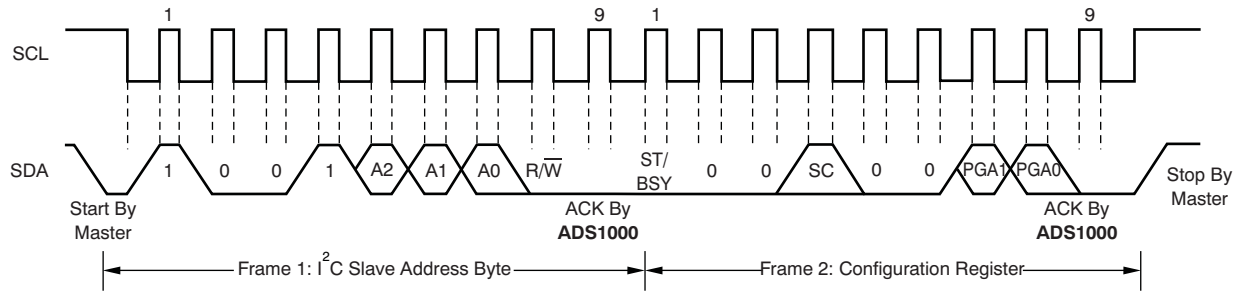 1 9 1 9
SCL
SDA
1 0 0 1 A2 A1 A0 R/W̅ ST/BSY 0 0 SC 0 0 PGA1 PGA0
Start By
Master
ACK By
ADS1000
ACK By
ADS1000
Stop By
Master
Frame 1: I²C Slave Address Byte
Frame 2: Configuration Register